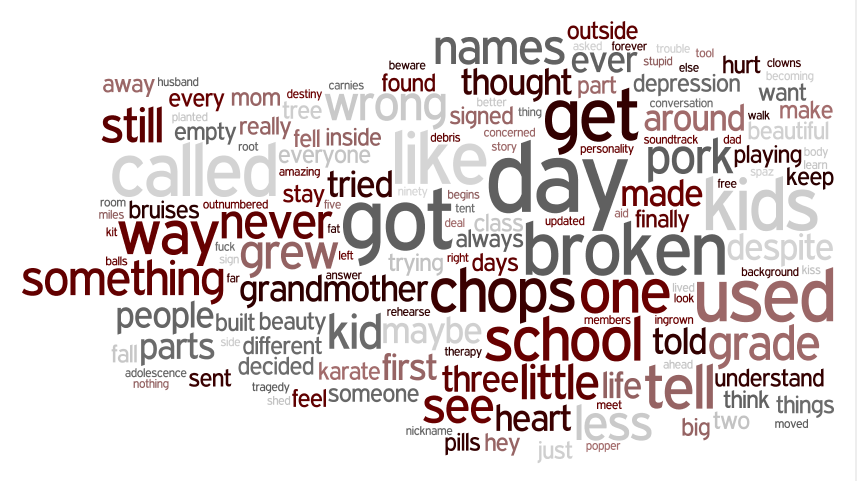 outside
names ever asked forever trouble tool
beware stupid else hurt clowns
away husband carnies found thought part depression becoming
every mom destiny wrong better signed thing conversation want
still planted tree get around walk make
empty really fell inside debris concerned soundtrack dad beautiful
root everyone like story personality pork playing body
called amazing day learn
stay tried ninety made free spaz keep
room outnumbered five got begins tent updated aid kids
miles bruises never deal class finally
kit way fat always broken
fuck grew left trying right days despite
balls sign
something far answer background kiss
grandmother chops one lived look used
people built beauty rehearse members ingrown
kid maybe school told grade
fall parts side different therapy ahead
adolescence decided karate first three little life tell understand
nothing sent tragedy
shed feel someone see heart meet less think things
nickname big two moved
pills hey just popper